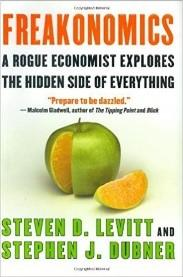 FREAKONOMICS
A ROGUE ECONOMIST EXPLORES
THE HIDDEN SIDE OF EVERYTHING
"Prepare to be dazzled."
— Malcolm Gladwell, author of The Tipping Point and Blink
STEVEN D. LEVITT AND
STEPHEN J. DUBNER